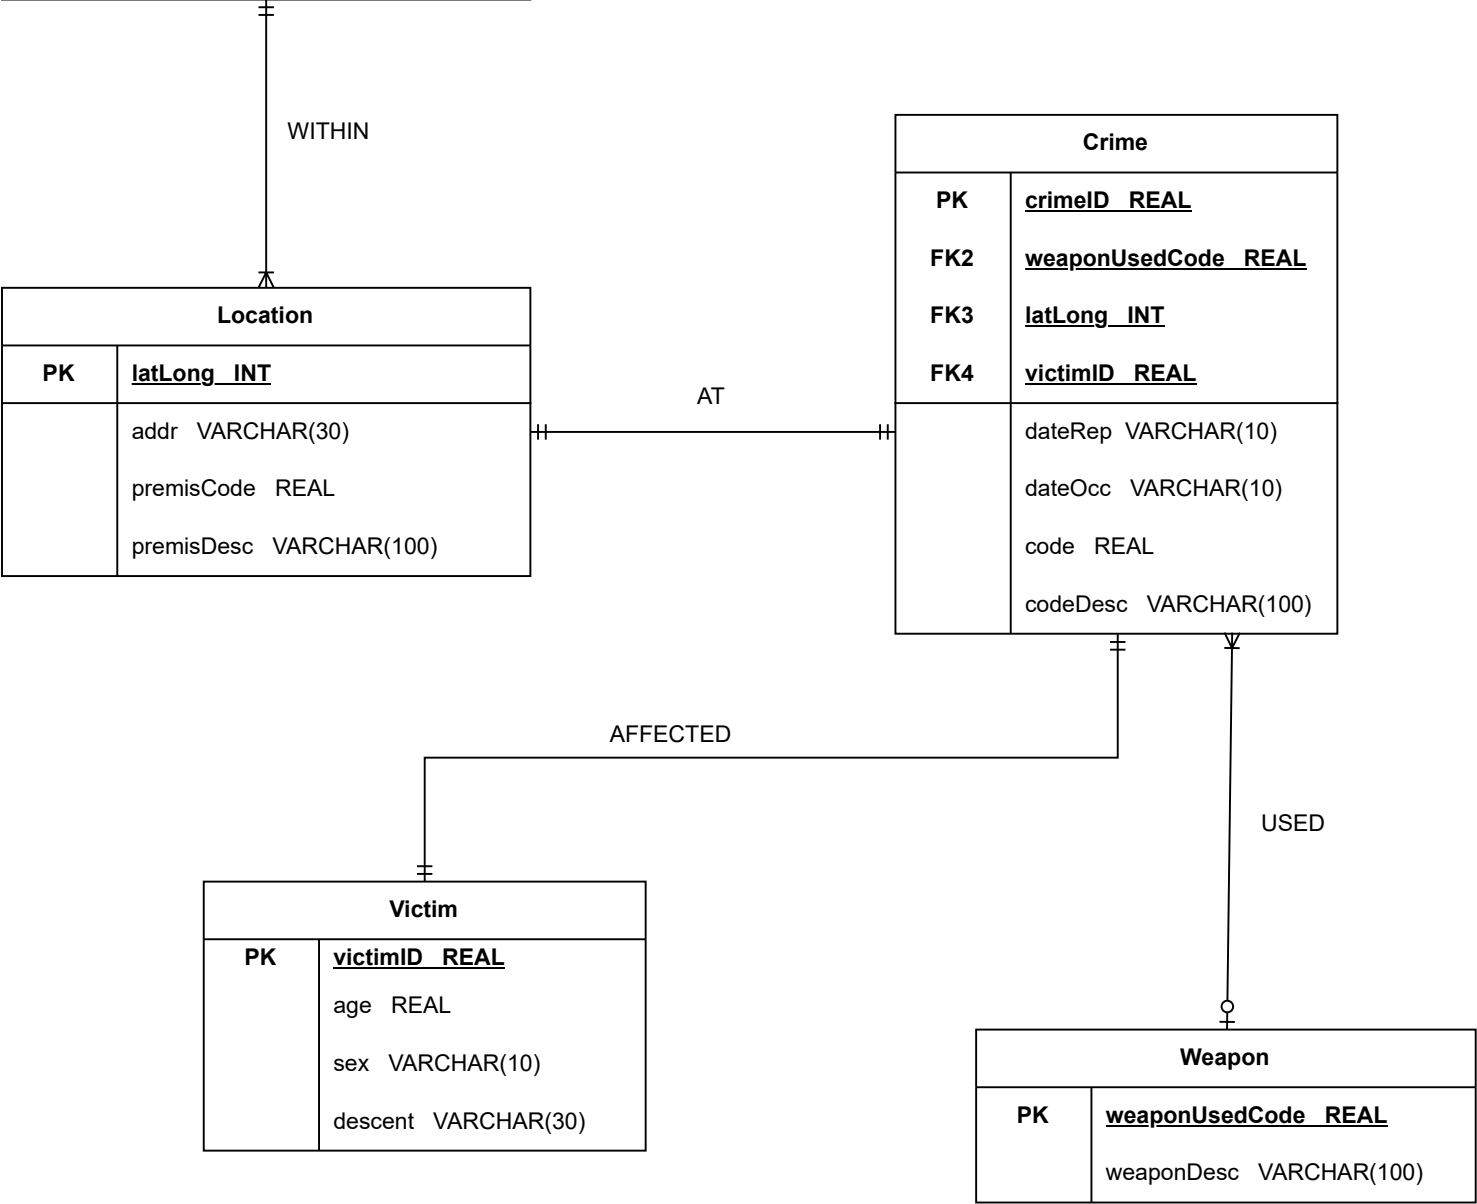 WITHIN
Crime
PK crimeID REAL
FK2 weaponUsedCode REAL
FK3 latLong INT
FK4 victimID REAL
dateRep VARCHAR(10)
dateOcc VARCHAR(10)
code REAL
codeDesc VARCHAR(100)
Location
PK latLong INT
addr VARCHAR(30)
premisCode REAL
premisDesc VARCHAR(100)
AT
AFFECTED
USED
Victim
PK victimID REAL
age REAL
sex VARCHAR(10)
descent VARCHAR(30)
Weapon
PK weaponUsedCode REAL
weaponDesc VARCHAR(100)